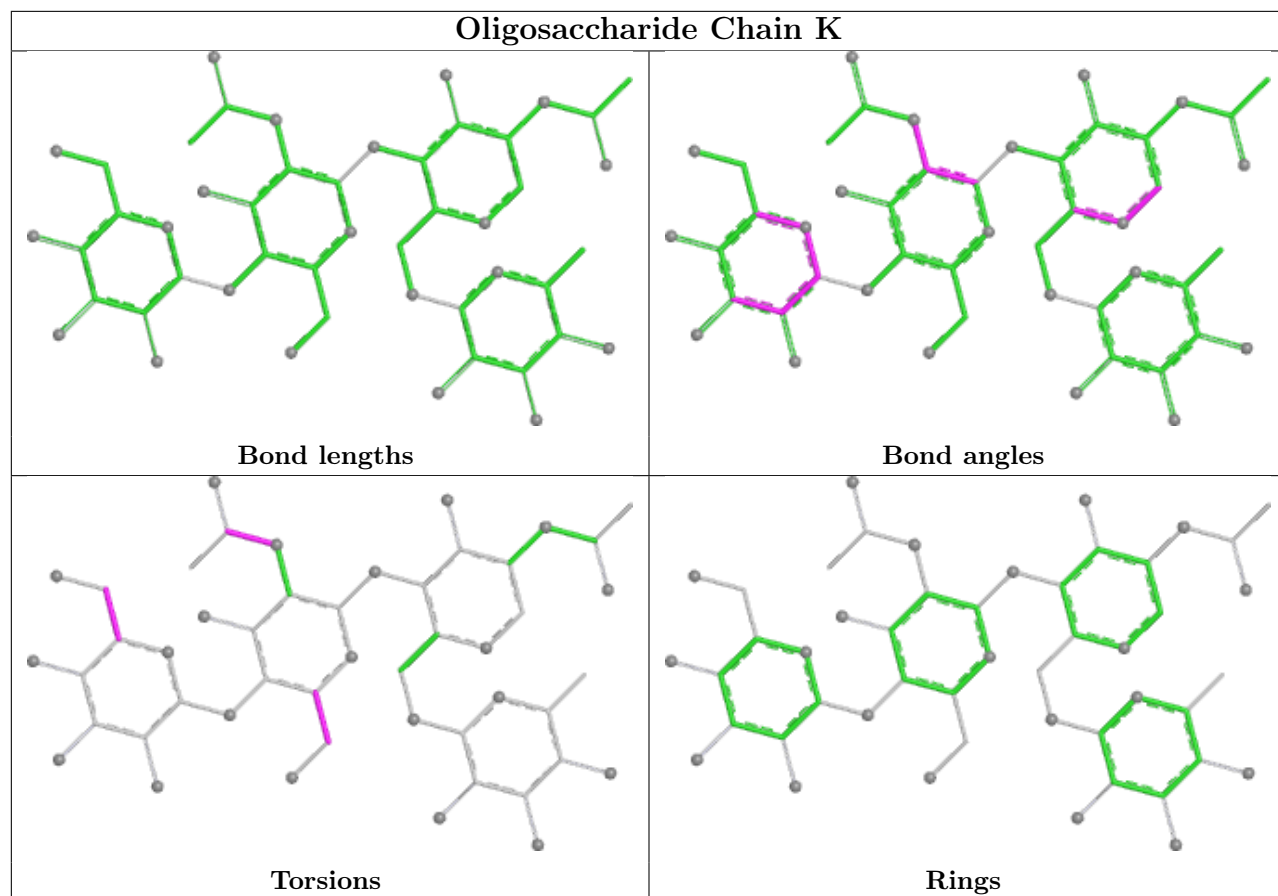 Oligosaccharide Chain K
Bond lengths
Bond angles
Torsions
Rings